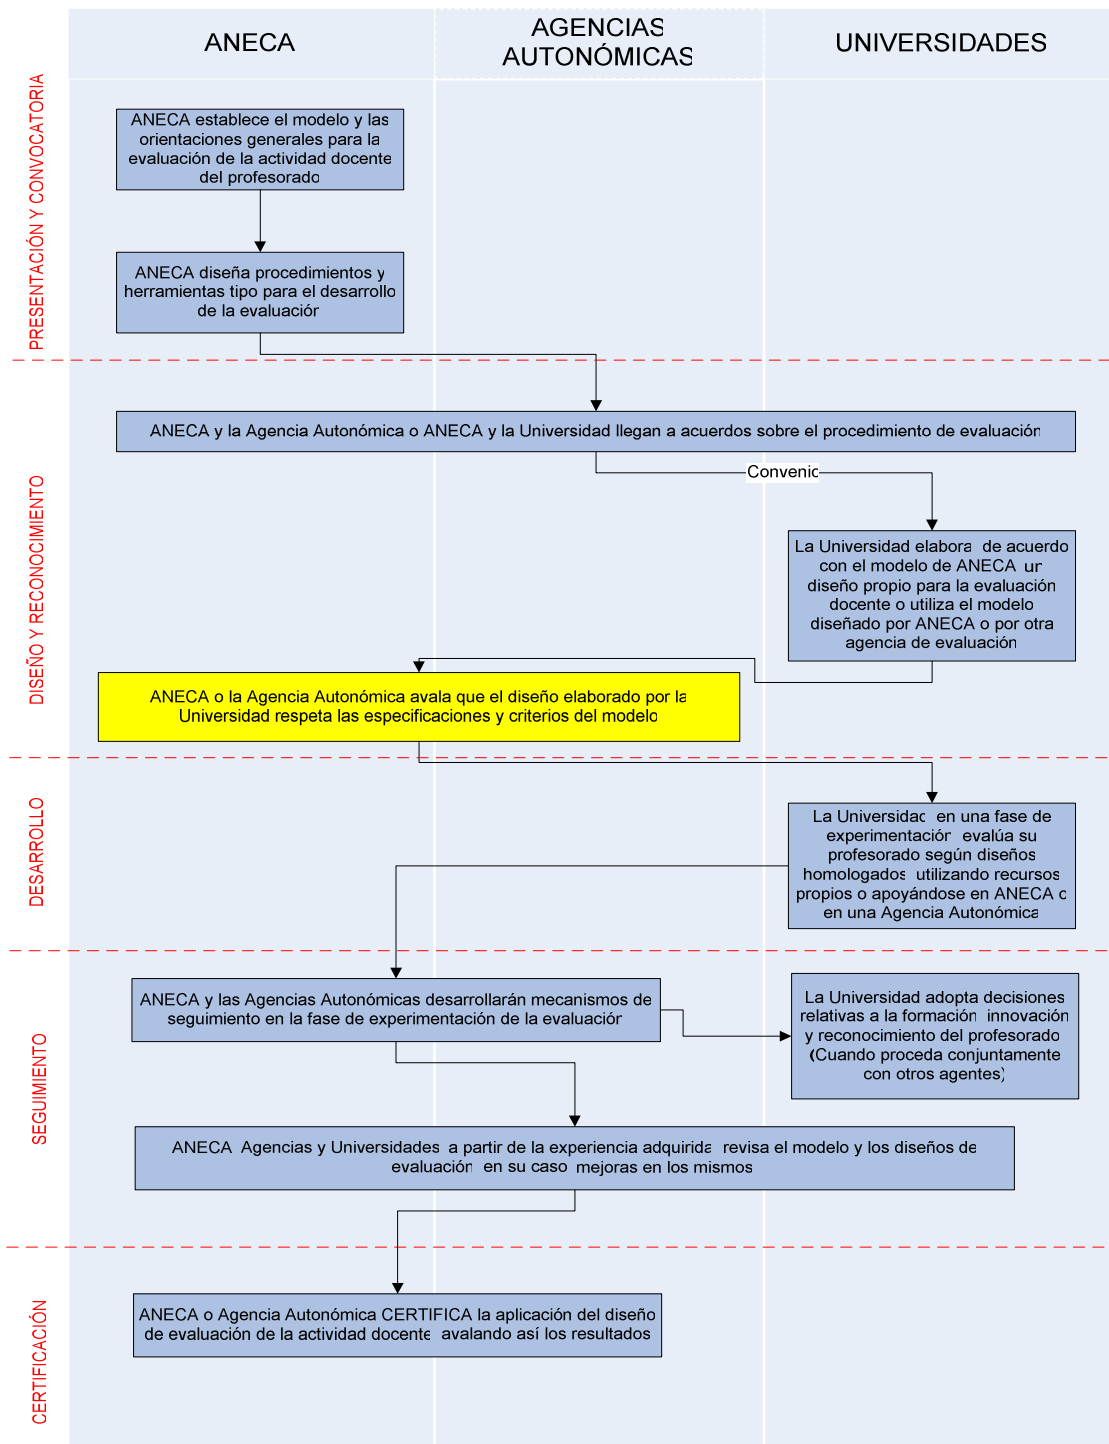 ANECA
AGENCIAS
AUTONÓMICAS
UNIVERSIDADES
PRESENTACIÓN Y CONVOCATORIA
ANECA establece el modelo y las
orientaciones generales para la
evaluación de la actividad docente
del profesorado
ANECA diseña procedimientos y
herramientas tipo para el desarrollo
de la evaluación
DISEÑO Y RECONOCIMIENTO
ANECA y la Agencia Autonómica o ANECA y la Universidad llegan a acuerdos sobre el procedimiento de evaluación
Convenio
La Universidad elabora de acuerdo
con el modelo de ANECA un
diseño propio para la evaluación
docente o utiliza el modelo
diseñado por ANECA o por otra
agencia de evaluación
ANECA o la Agencia Autonómica avala que el diseño elaborado por la
Universidad respeta las especificaciones y criterios del modelo
DESARROLLO
La Universidad en una fase de
experimentación evalúa su
profesorado según diseños
homologados utilizando recursos
propios o apoyándose en ANECA o
en una Agencia Autonómica
SEGUIMIENTO
ANECA y las Agencias Autonómicas desarrollarán mecanismos de
seguimiento en la fase de experimentación de la evaluación
La Universidad adopta decisiones
relativas a la formación innovación
y reconocimiento del profesorado
(Cuando proceda conjuntamente
con otros agentes)
ANECA Agencias y Universidades a partir de la experiencia adquirida revisa el modelo y los diseños de
evaluación en su caso mejoras en los mismos
CERTIFICACIÓN
ANECA o Agencia Autonómica CERTIFICA la aplicación del diseño
de evaluación de la actividad docente avalando así los resultados